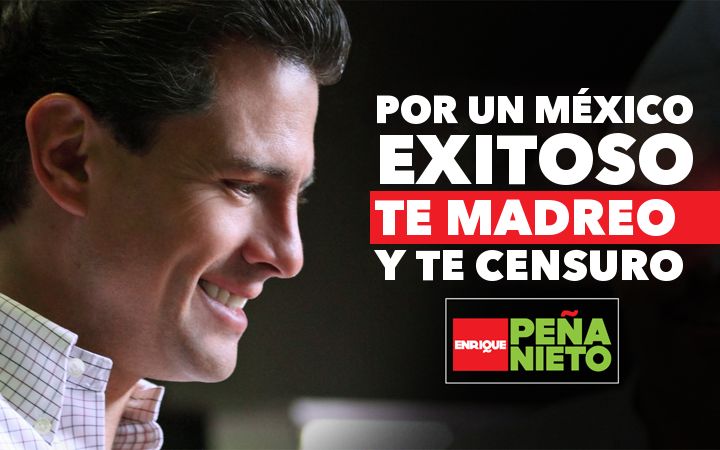 POR UN MÉXICO
EXITOSO
TE MADREO
Y TE CENSURO
ENRIQUE
PEÑA
NIETO